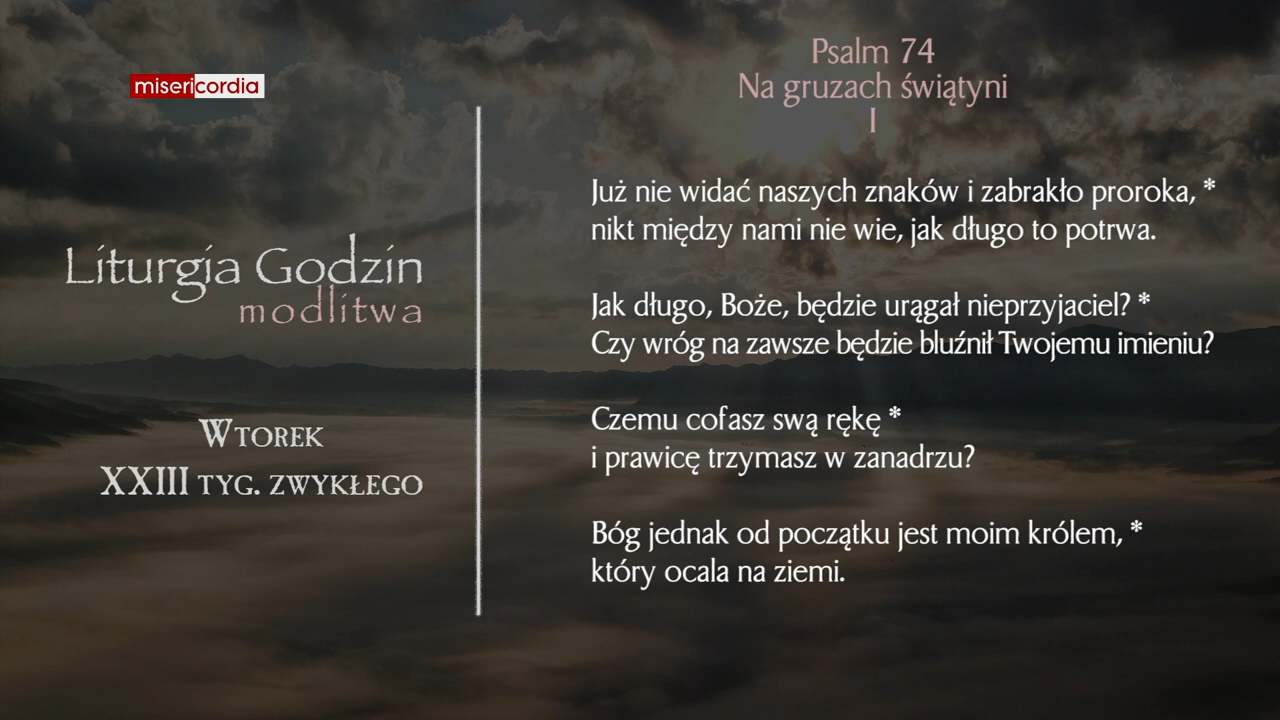 misericordia
Liturgia Godzin
modlitwa
Wtorek
XXIII tyg. zwykłego
Psalm 74
Na gruzach świątyni
I
Już nie widać naszych znaków i zabrakło proroka, *
nikt między nami nie wie, jak długo to potrwa.
Jak długo, Boże, będzie urągał nieprzyjaciel? *
Czy wróg na zawsze będzie bluźnił Twojemu imieniu?
Czemu cofasz swą rękę *
i prawicę trzymasz w zanadrzu?
Bóg jednak od początku jest moim królem, *
który ocala na ziemi.